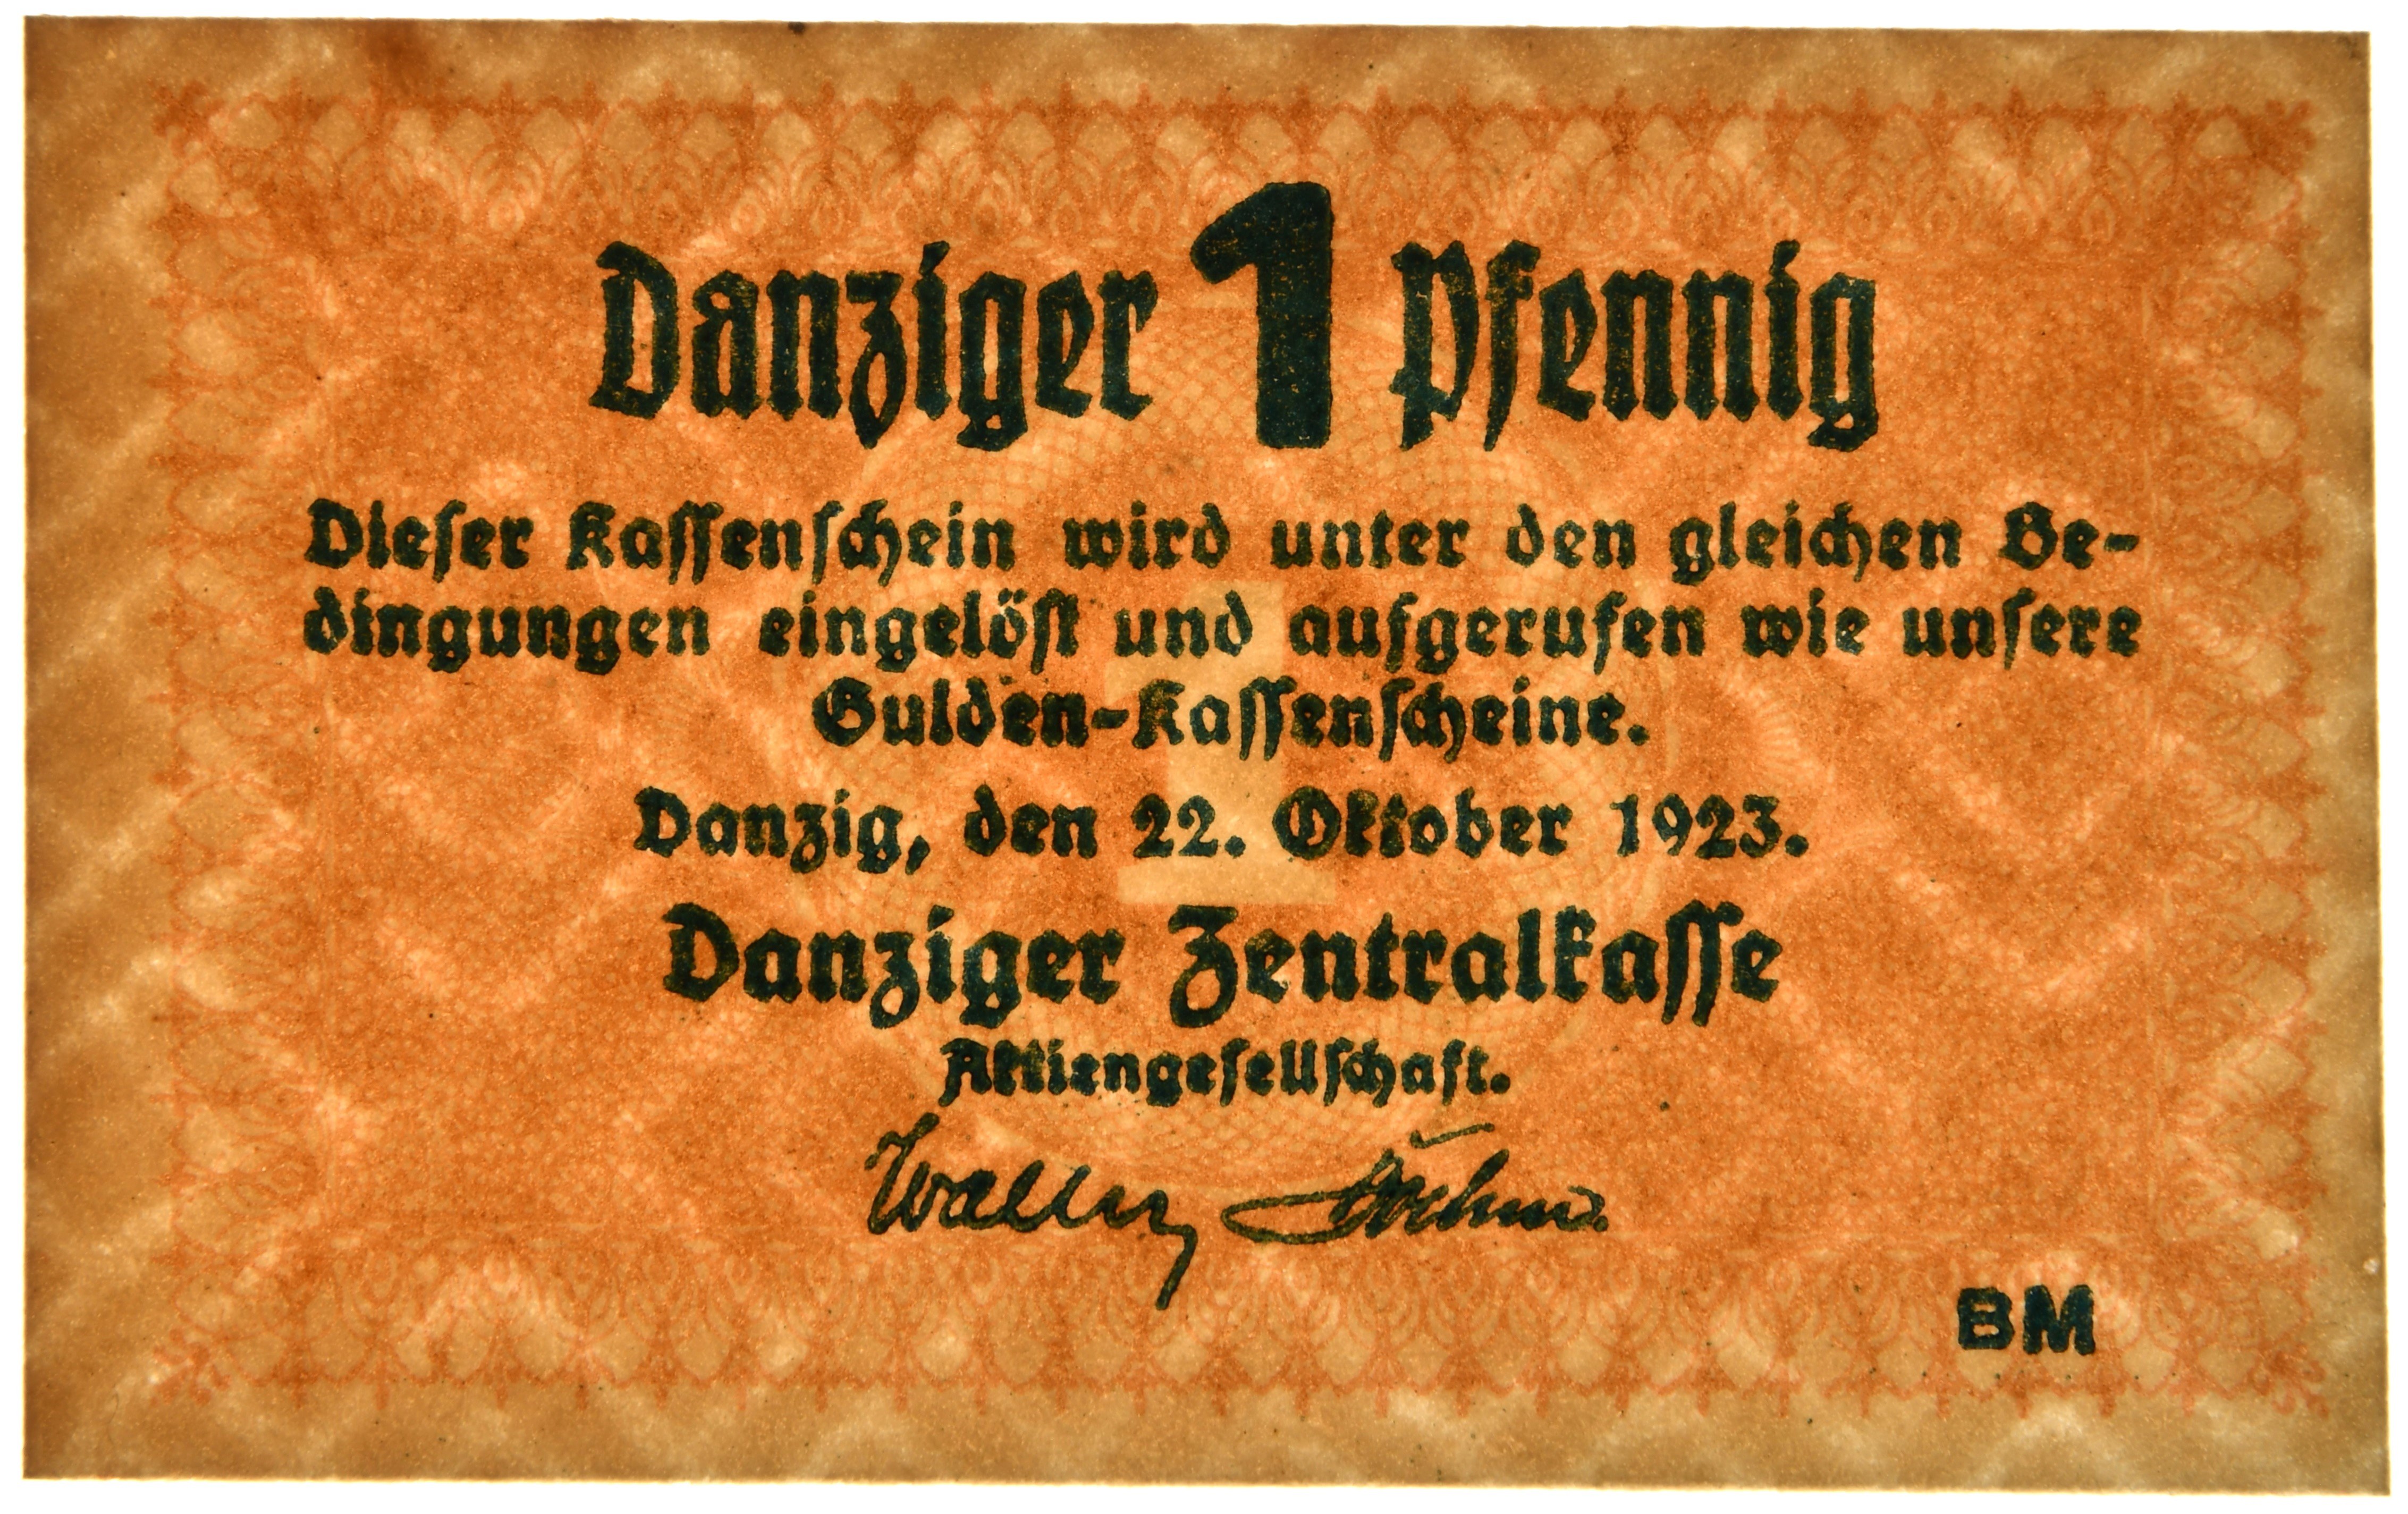 Danziger 1 Pfennig
Dieser Kassenschein wird unter den gleichen Be-
dingungen eingelöst und aufgerufen wie unsere
Gulden-Kassenscheine.
Danzig, den 22. Oktober 1923.
Danziger Zentralkasse
Aktiengesellschaft.
BM